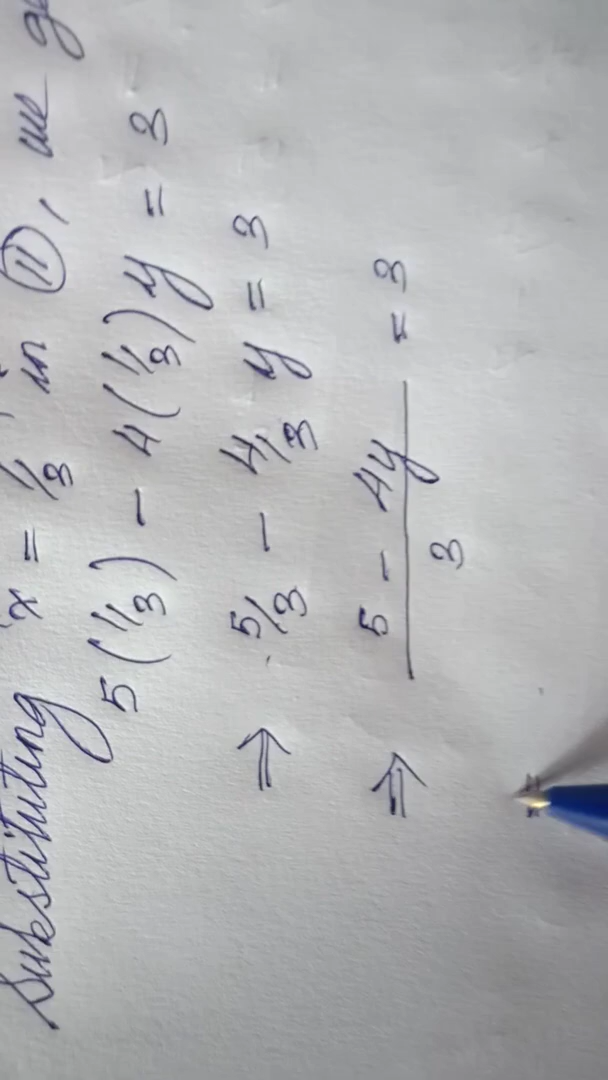 Substituting x = 1/3 in (II), we
5(1/3) - 4(1/3)y = 3
⇒ 5/3 - 4/3 y = 3
⇒ 5 - 4y / 3 = 3